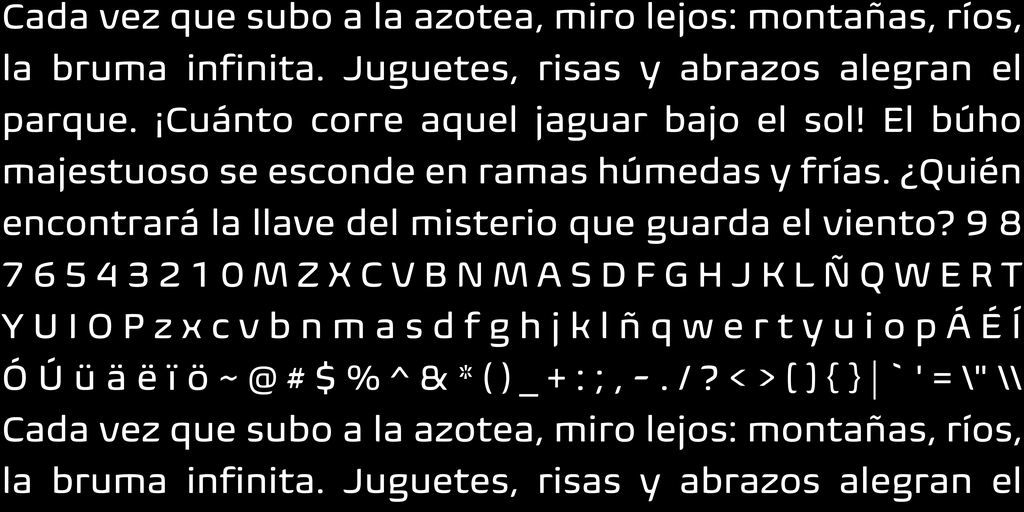 Cada vez que subo a la azotea, miro lejos: montañas, ríos,
la bruma infinita. Juguetes, risas y abrazos alegran el
parque. ¡Cuánto corre aquel jaguar bajo el sol! El búho
majestuoso se esconde en ramas húmedas y frías. ¿Quién
encontrará la llave del misterio que guarda el viento? 9 8
7 6 5 4 3 2 1 0 M Z X C V B N M A S D F G H J K L Ñ Q W E R T
Y U I O P z x c v b n m a s d f g h j k l ñ q w e r t y u i o p Á É Í
Ó Ú ü ä ë ï ö ~ @ # $ % ^ & * ( ) _ + : ; , - . / ? < > [ ] { } | ` ' = \" \\
Cada vez que subo a la azotea, miro lejos: montañas, ríos,
la bruma infinita. Juguetes, risas y abrazos alegran el